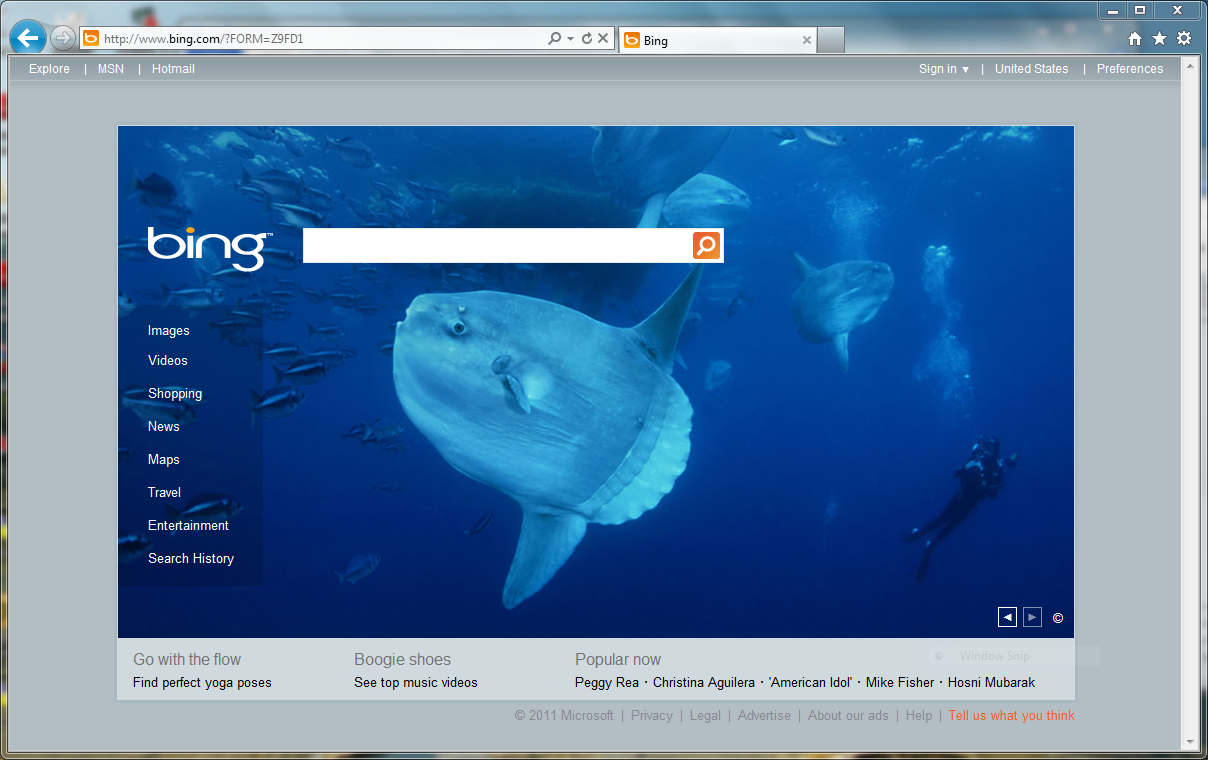 http://www.bing.com/?FORM=Z9FD1
Bing
Explore | MSN | Hotmail
Sign in ▼ | United States | Preferences
bing™
Images
Videos
Shopping
News
Maps
Travel
Entertainment
Search History
©
Go with the flow
Find perfect yoga poses
Boogie shoes
See top music videos
Popular now
Peggy Rea · Christina Aguilera · 'American Idol' · Mike Fisher · Hosni Mubarak
Window Snip
© 2011 Microsoft | Privacy | Legal | Advertise | About our ads | Help | Tell us what you think